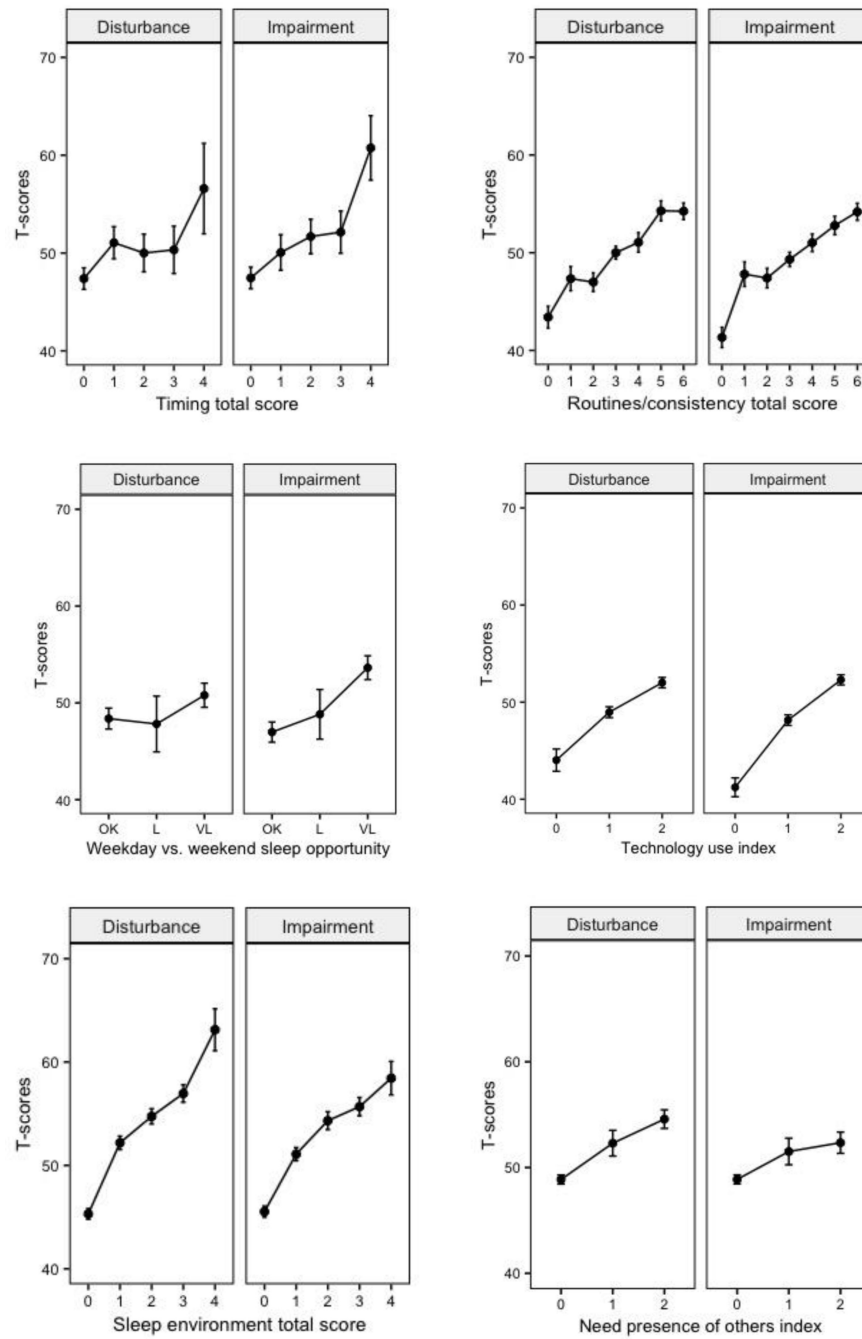 Disturbance Impairment
70
60
50
40
T-scores
0 1 2 3 4 0 1 2 3 4
Timing total score
Disturbance Impairment
70
60
50
40
T-scores
0 1 2 3 4 5 6 0 1 2 3 4 5 6
Routines/consistency total score
Disturbance Impairment
70
60
50
40
T-scores
OK L VL OK L VL
Weekday vs. weekend sleep opportunity
Disturbance Impairment
70
60
50
40
T-scores
0 1 2 0 1 2
Technology use index
Disturbance Impairment
70
60
50
40
T-scores
0 1 2 3 4 0 1 2 3 4
Sleep environment total score
Disturbance Impairment
70
60
50
40
T-scores
0 1 2 0 1 2
Need presence of others index